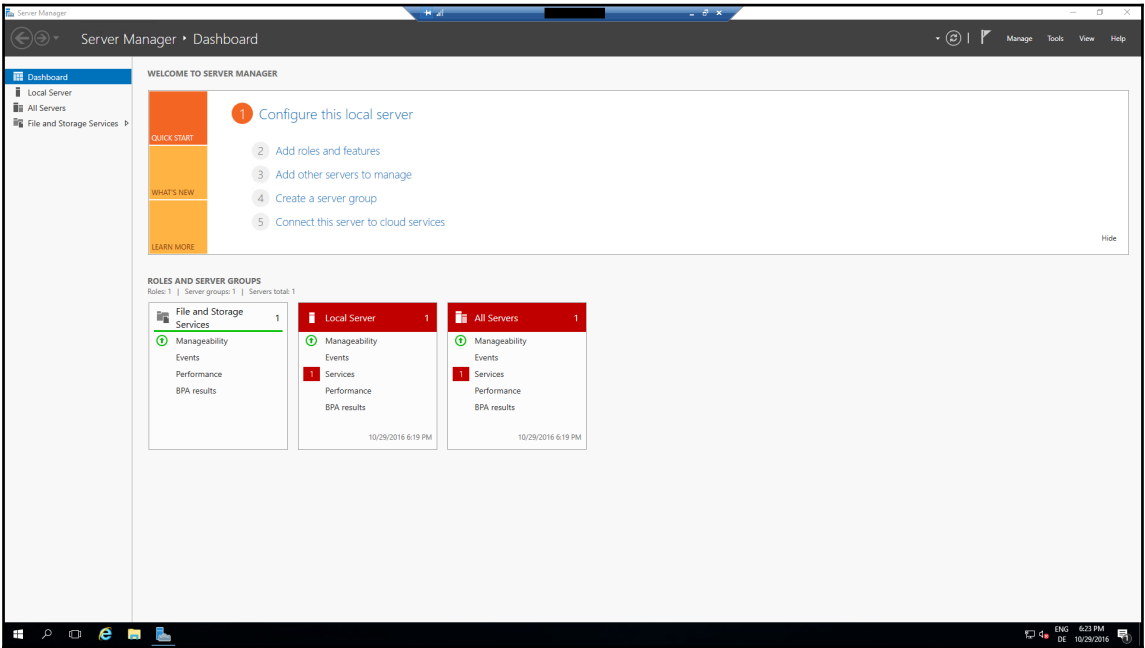 Server Manager
Server Manager ‣ Dashboard
Manage Tools View Help
Dashboard
Local Server
All Servers
File and Storage Services
WELCOME TO SERVER MANAGER
QUICK START
WHAT'S NEW
LEARN MORE
1 Configure this local server
2 Add roles and features
3 Add other servers to manage
4 Create a server group
5 Connect this server to cloud services
Hide
ROLES AND SERVER GROUPS
Roles: 1 | Server groups: 1 | Servers total: 1
File and Storage
Services 1
Manageability
Events
Performance
BPA results
Local Server 1
Manageability
Events
1 Services
Performance
BPA results
10/29/2016 6:19 PM
All Servers 1
Manageability
Events
1 Services
Performance
BPA results
10/29/2016 6:19 PM
ENG 6:23 PM
DE 10/29/2016
1